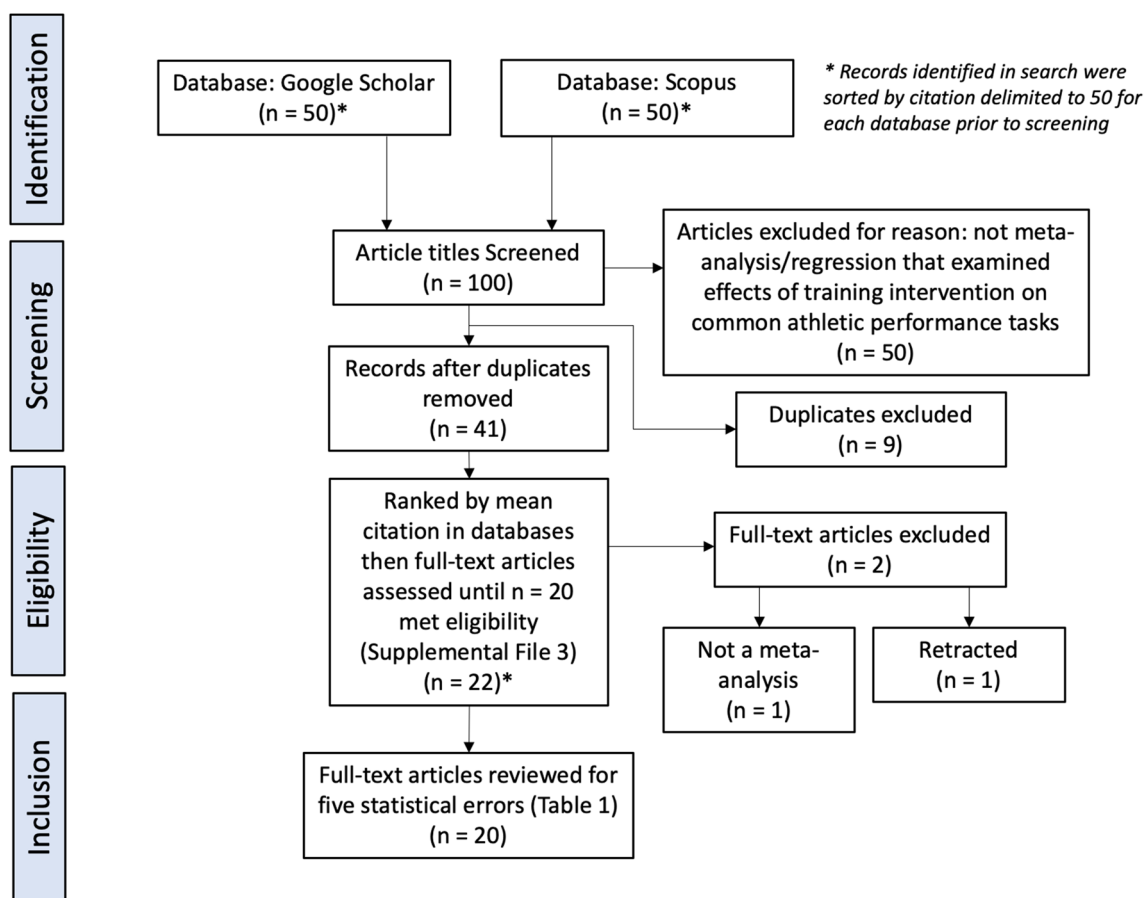 Identification
Database: Google Scholar
(n = 50)*
Database: Scopus
(n = 50)*
* Records identified in search were
sorted by citation delimited to 50 for
each database prior to screening
Screening
Article titles Screened
(n = 100)
Articles excluded for reason: not meta-
analysis/regression that examined
effects of training intervention on
common athletic performance tasks
(n = 50)
Records after duplicates
removed
(n = 41)
Duplicates excluded
(n = 9)
Eligibility
Ranked by mean
citation in databases
then full-text articles
assessed until n = 20
met eligibility
(Supplemental File 3)
(n = 22)*
Full-text articles excluded
(n = 2)
Not a meta-
analysis
(n = 1)
Retracted
(n = 1)
Inclusion
Full-text articles reviewed for
five statistical errors (Table 1)
(n = 20)